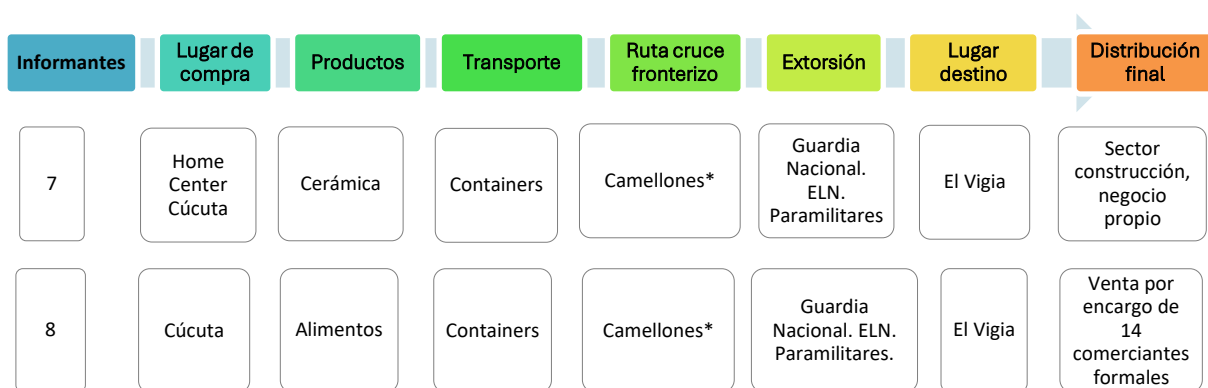 Informantes
Lugar de
compra
Productos
Transporte
Ruta cruce
fronterizo
Extorsión
Lugar
destino
Distribución
final
7
Home
Center
Cúcuta
Cerámica
Containers
Camellones*
Guardia
Nacional.
ELN.
Paramilitares
El Vigia
Sector
construcción,
negocio
propio
8
Cúcuta
Alimentos
Containers
Camellones*
Guardia
Nacional. ELN.
Paramilitares.
El Vigia
Venta por
encargo de
14
comerciantes
formales